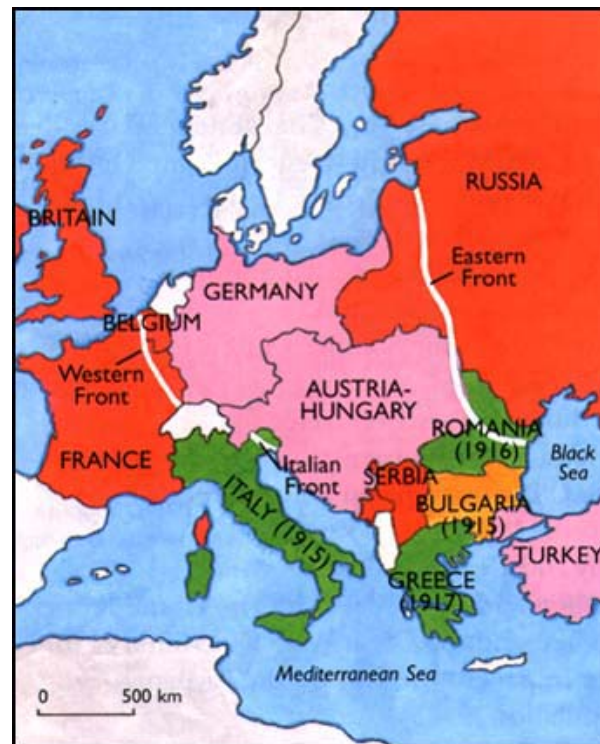 RUSSIA
BRITAIN
Eastern
Front
GERMANY
BELGIUM
Western
Front
AUSTRIA-
HUNGARY
ROMANIA
(1916)
Black
Sea
FRANCE
Italian
Front
SERBIA
ITALY (1915)
BULGARIA
(1915)
TURKEY
GREECE
(1917)
Mediterranean Sea
0 500 km